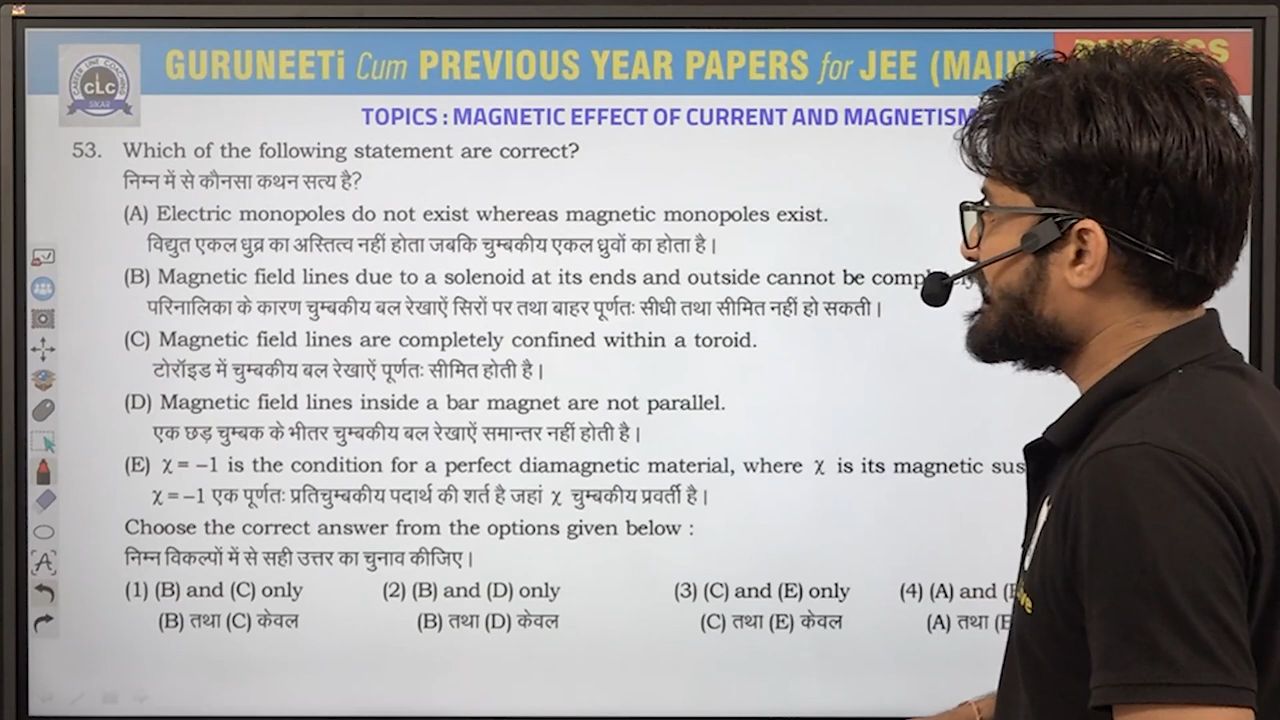 GURUNEETi Cum PREVIOUS YEAR PAPERS for JEE (MAIN)
PHYSICS
CAREER LINE COACHING
CLC
SIKAR
TOPICS : MAGNETIC EFFECT OF CURRENT AND MAGNETISM
53. Which of the following statement are correct?
निम्न में से कौनसा कथन सत्य है?
(A) Electric monopoles do not exist whereas magnetic monopoles exist.
विद्युत एकल धुव्र का अस्तित्व नहीं होता जबकि चुम्बकीय एकल ध्रुवों का होता है।
(B) Magnetic field lines due to a solenoid at its ends and outside cannot be
परिनालिका के कारण चुम्बकीय बल रेखाऐं सिरों पर तथा बाहर पूर्णतः सीधी तथा सीमित नहीं हो सकती।
(C) Magnetic field lines are completely confined within a toroid.
टोरॉइड में चुम्बकीय बल रेखाऐं पूर्णतः सीमित होती है।
(D) Magnetic field lines inside a bar magnet are not parallel.
एक छड़ चुम्बक के भीतर चुम्बकीय बल रेखाऐं समान्तर नहीं होती है।
(E) χ = −1 is the condition for a perfect diamagnetic material, where χ is its magnetic sus
χ = −1 एक पूर्णतः प्रतिचुम्बकीय पदार्थ की शर्त है जहां χ चुम्बकीय प्रवर्ती है।
Choose the correct answer from the options given below :
निम्न विकल्पों में से सही उत्तर का चुनाव कीजिए।
(1) (B) and (C) only (2) (B) and (D) only (3) (C) and (E) only (4) (A) and
(B) तथा (C) केवल (B) तथा (D) केवल (C) तथा (E) केवल (A) तथा